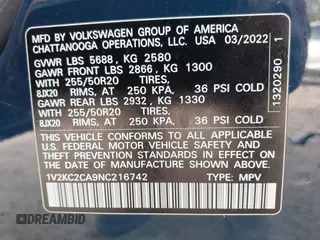 MFD BY VOLKSWAGEN GROUP OF AMERICA
CHATTANOOGA OPERATIONS, LLC. USA 03/2022
GVWR LBS 5688, KG 2580
GAWR FRONT LBS 2866, KG 1300
WITH 255/50R20 TIRES,
8JX20 RIMS, AT 250 KPA, 36 PSI COLD
GAWR REAR LBS 2932, KG 1330
WITH 255/50R20 TIRES,
8JX20 RIMS, AT 250 KPA, 36 PSI COLD
THIS VEHICLE CONFORMS TO ALL APPLICABLE
U.S. FEDERAL MOTOR VEHICLE SAFETY AND
THEFT PREVENTION STANDARDS IN EFFECT ON
THE DATE OF MANUFACTURE SHOWN ABOVE
1V2KC2CA9NC216742 TYPE: MPV
1320290 1
DREAMBID.COM